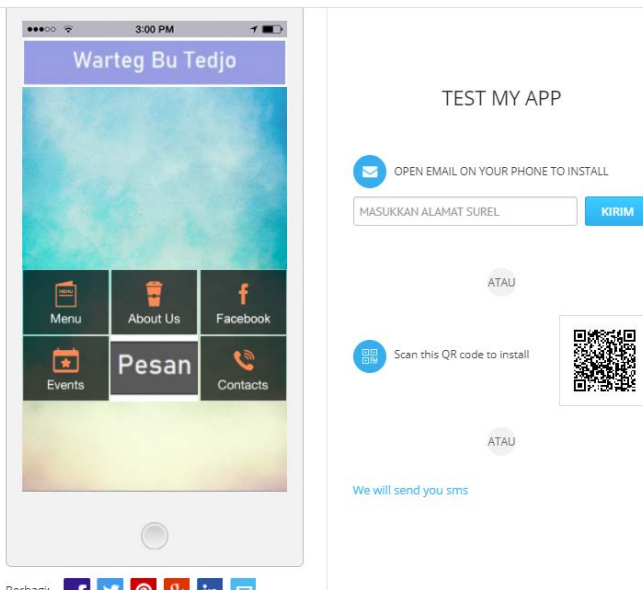 3:00 PM
Warteg Bu Tedjo
MENU
Menu
About Us
Facebook
Events
Pesan
Contacts
TEST MY APP
OPEN EMAIL ON YOUR PHONE TO INSTALL
MASUKKAN ALAMAT SUREL
KIRIM
ATAU
Scan this QR code to install
ATAU
We will send you sms